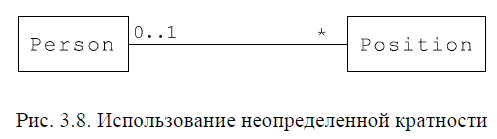 Person 0..1 * Position
Рис. 3.8. Использование неопределенной кратности